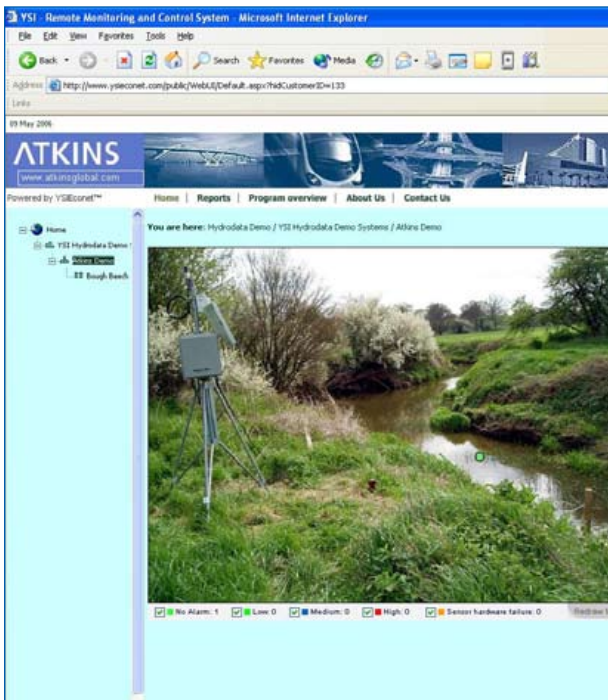 YSI - Remote Monitoring and Control System - Microsoft Internet Explorer
File Edit View Favorites Tools Help
Back Search Favorites Media
Address http://www.ysieconet.com/public/WebUI/Default.aspx?hidCustomerID=133
Links
09 May 2006
ATKINS
www.atkinsglobal.com
Powered by YSIEconet™ Home | Reports | Program overview | About Us | Contact Us
You are here: Hydrodata Demo / YSI Hydrodata Demo Systems / Atkins Demo
Home
YSI Hydrodata Demo
Atkins Demo
Bough Beech
No Alarm: 1 Low: 0 Medium: 0 High: 0 Sensor hardware failure: 0 Redraw